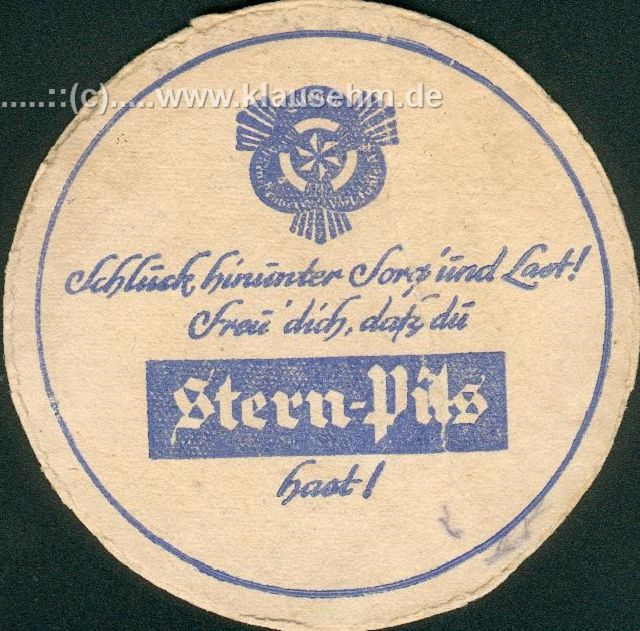 .....::(c).....www.klausehm.de
Schluck hinunter Sorg' und Last!
Freu' dich, daß du
Stern-Pils
hast!